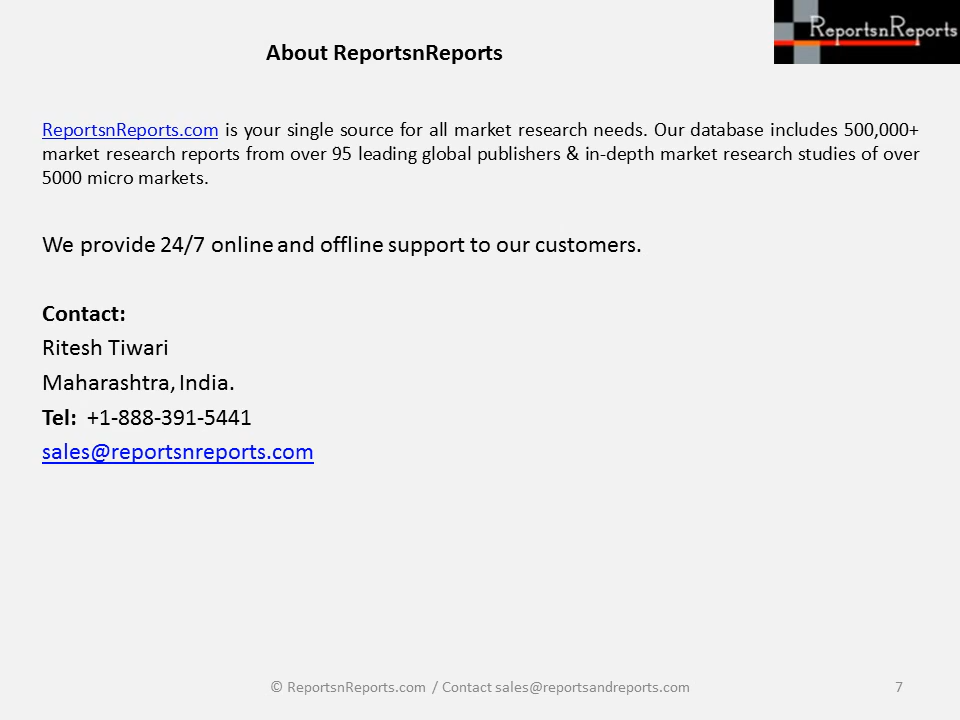 ReportsnReports
About ReportsnReports
ReportsnReports.com is your single source for all market research needs. Our database includes 500,000+
market research reports from over 95 leading global publishers & in-depth market research studies of over
5000 micro markets.
We provide 24/7 online and offline support to our customers.
Contact:
Ritesh Tiwari
Maharashtra, India.
Tel: +1-888-391-5441
sales@reportsnreports.com
© ReportsnReports.com / Contact sales@reportsandreports.com
7